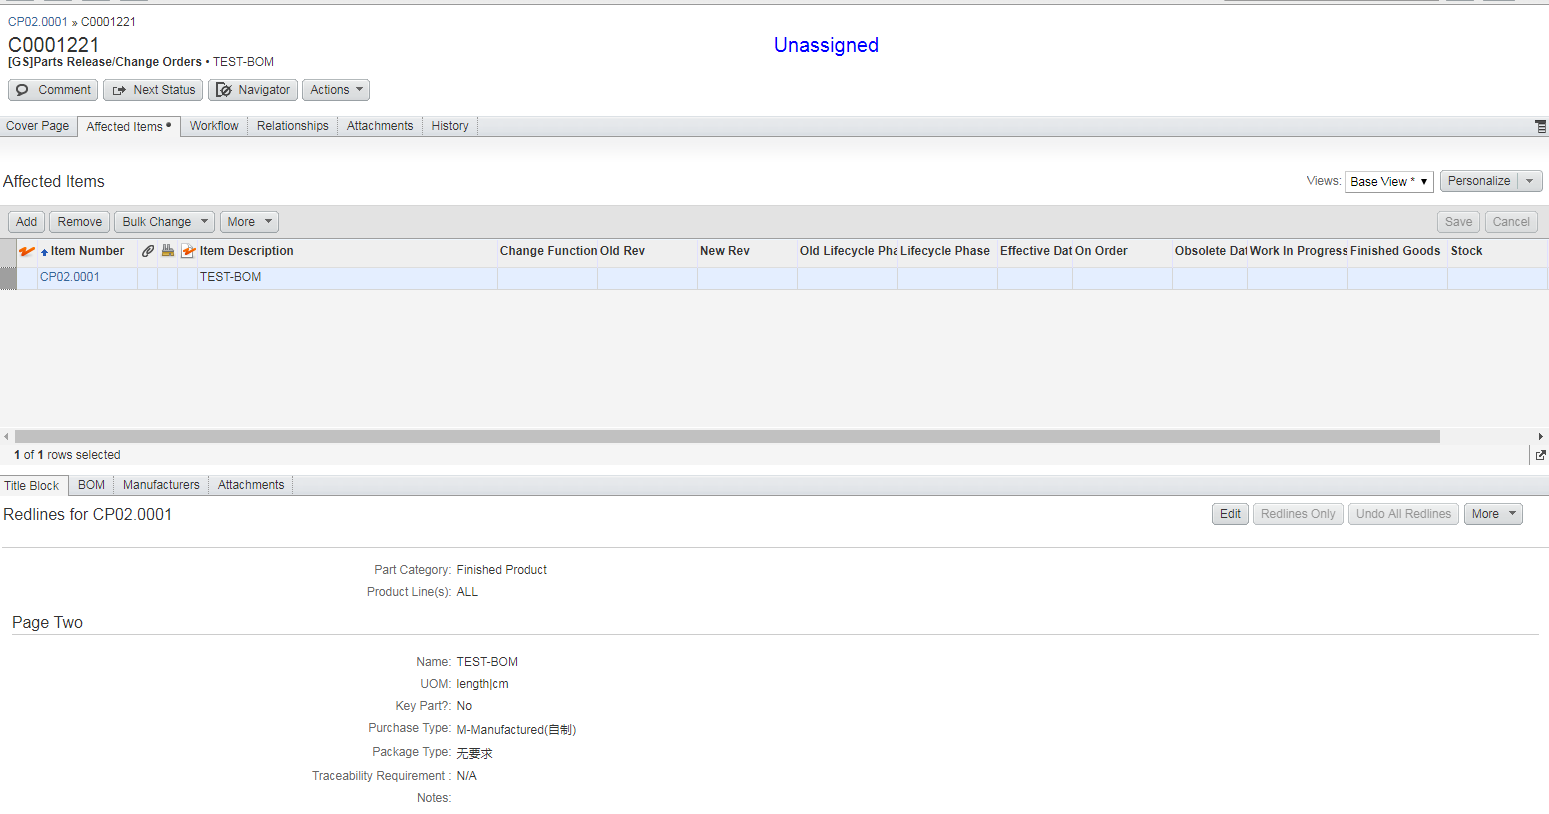 CP02.0001 » C0001221
C0001221
Unassigned
[GS]Parts Release/Change Orders • TEST-BOM
Comment Next Status Navigator Actions
Cover Page Affected Items • Workflow Relationships Attachments History
Affected Items
Views: Base View * Personalize
Add Remove Bulk Change More Save Cancel
Item Number Item Description Change Function Old Rev New Rev Old Lifecycle Pha Lifecycle Phase Effective Dat On Order Obsolete Dat Work In Progress Finished Goods Stock
CP02.0001 TEST-BOM
1 of 1 rows selected
Title Block BOM Manufacturers Attachments
Redlines for CP02.0001
Edit Redlines Only Undo All Redlines More
Part Category: Finished Product
Product Line(s): ALL
Page Two
Name: TEST-BOM
UOM: length|cm
Key Part?: No
Purchase Type: M-Manufactured(自制)
Package Type: 无要求
Traceability Requirement : N/A
Notes: